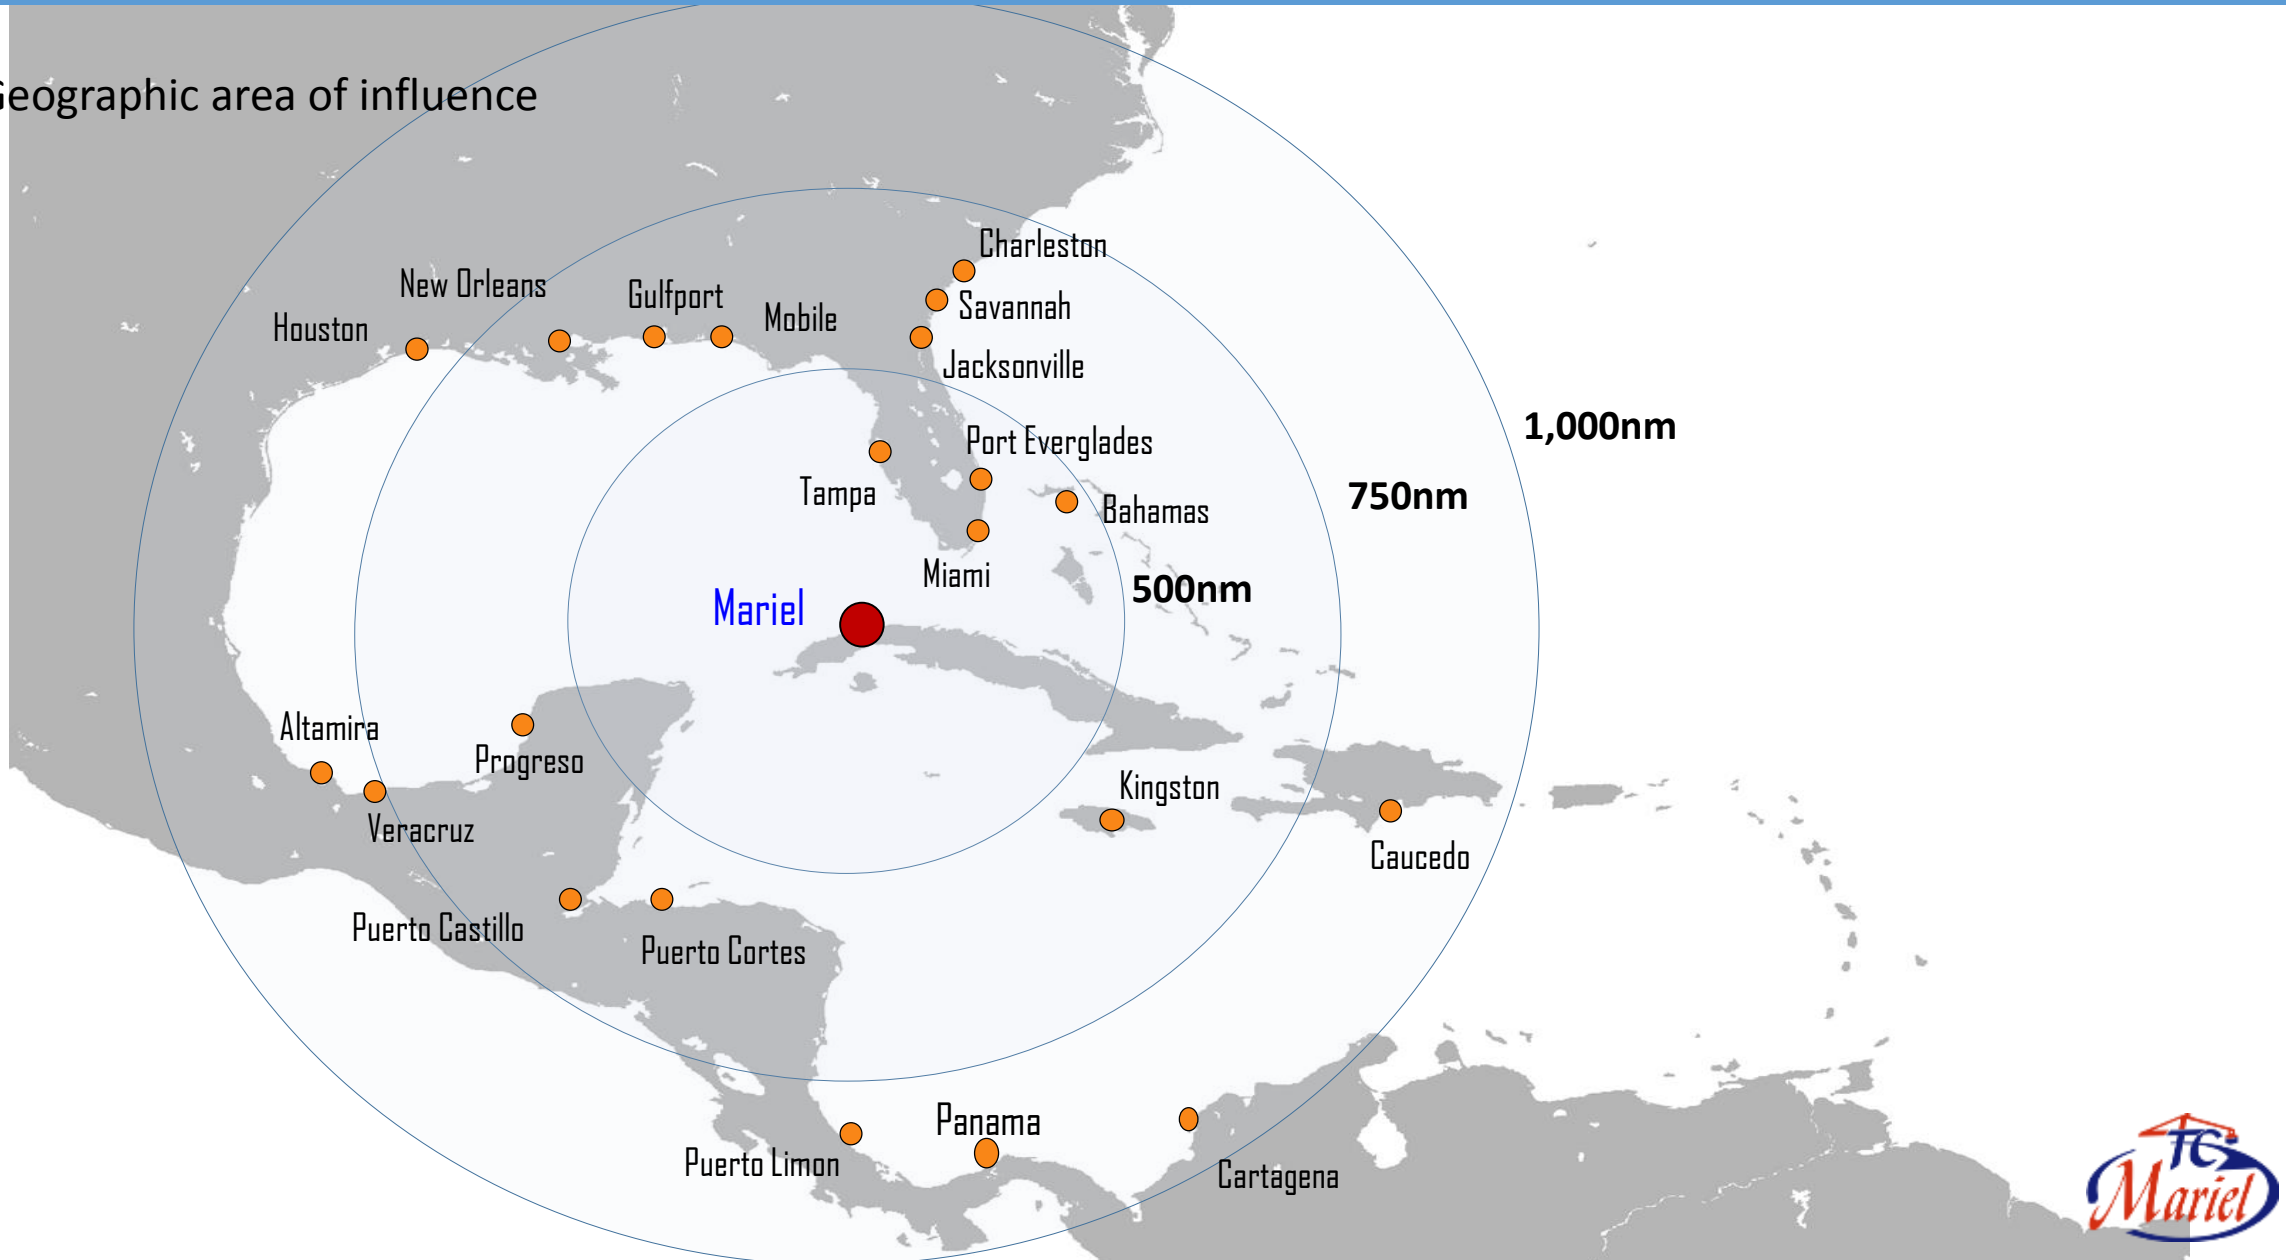 Geographic area of influence
Charleston
New Orleans
Gulfport
Savannah
Mobile
Houston
Jacksonville
1,000nm
Port Everglades
Tampa
750nm
Bahamas
Miami
500nm
Mariel
Altamira
Progreso
Kingston
Veracruz
Caucedo
Puerto Castillo
Puerto Cortes
Panama
Puerto Limon
Cartagena
TC
Mariel